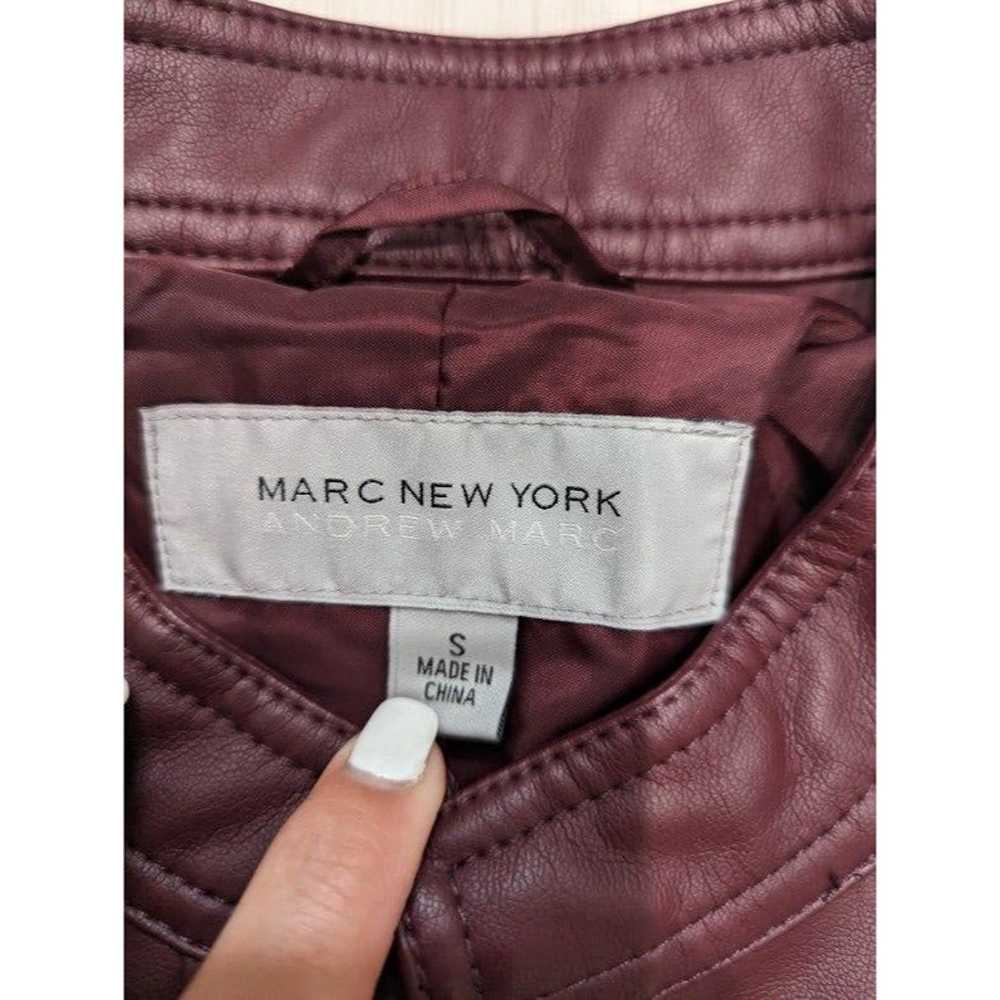 MARC NEW YORK
ANDREW MARC
S
MADE IN
CHINA